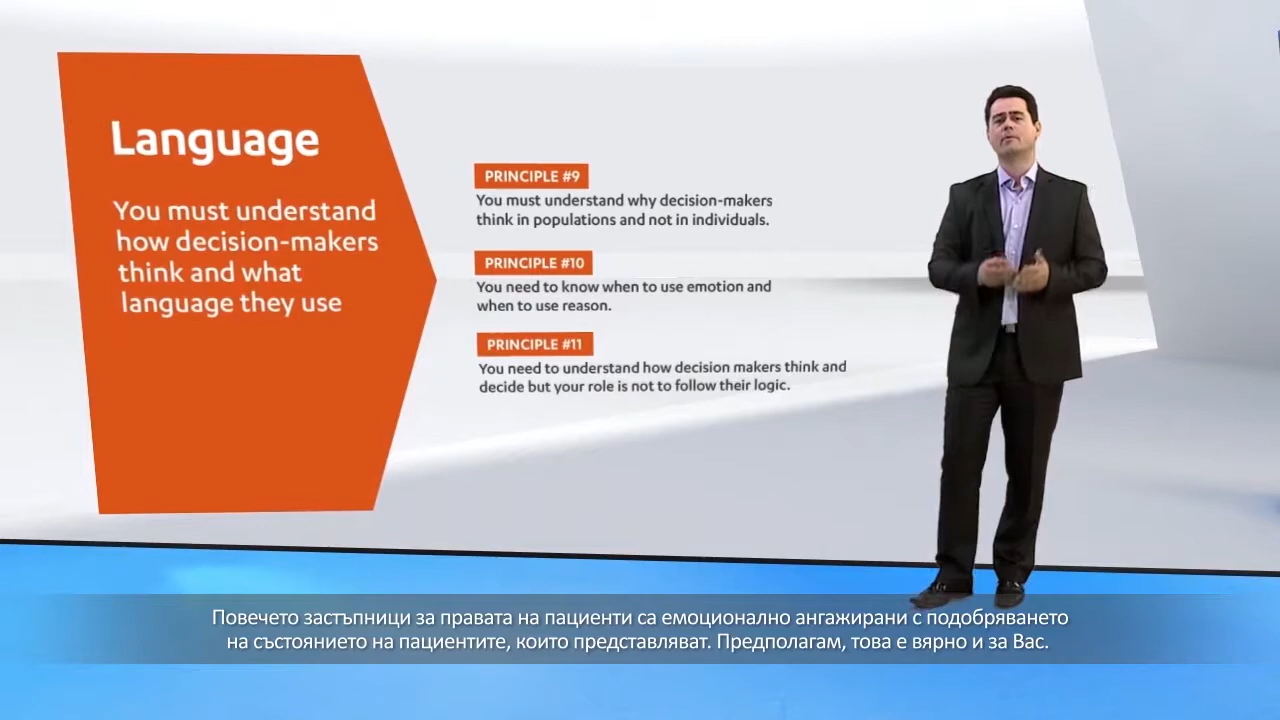 Language
You must understand
how decision-makers
think and what
language they use
PRINCIPLE #9
You must understand why decision-makers
think in populations and not in individuals.
PRINCIPLE #10
You need to know when to use emotion and
when to use reason.
PRINCIPLE #11
You need to understand how decision makers think and
decide but your role is not to follow their logic.
Повечето застъпници за правата на пациенти са емоционално ангажирани с подобряването
на състоянието на пациентите, които представляват. Предполагам, това е вярно и за Вас.